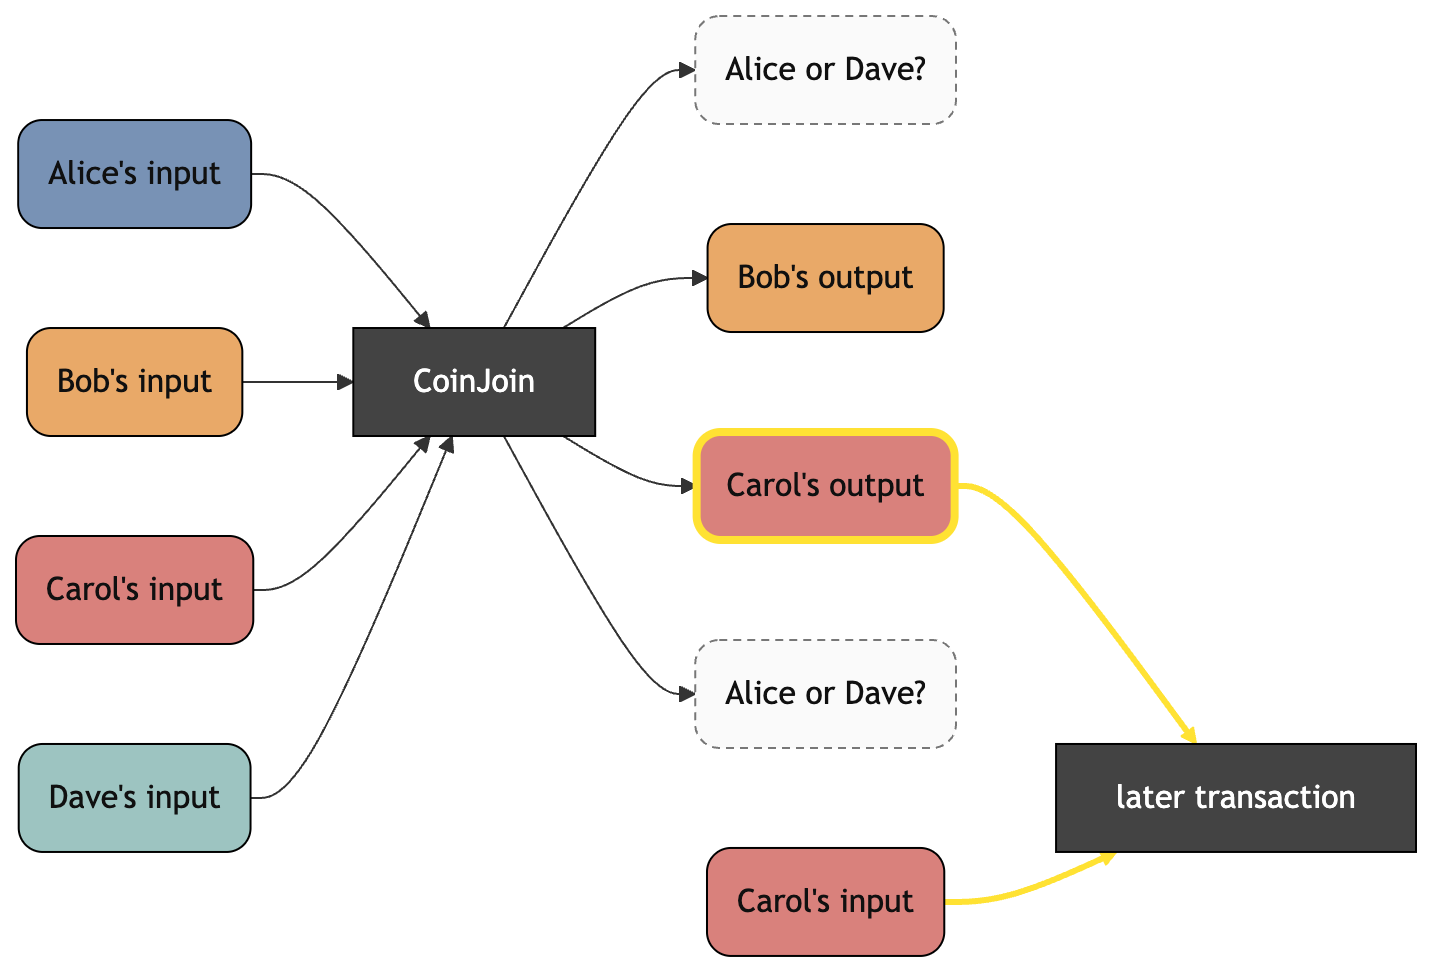 Alice or Dave?
Alice's input
Bob's output
Bob's input
CoinJoin
Carol's output
Carol's input
Alice or Dave?
Dave's input
later transaction
Carol's input